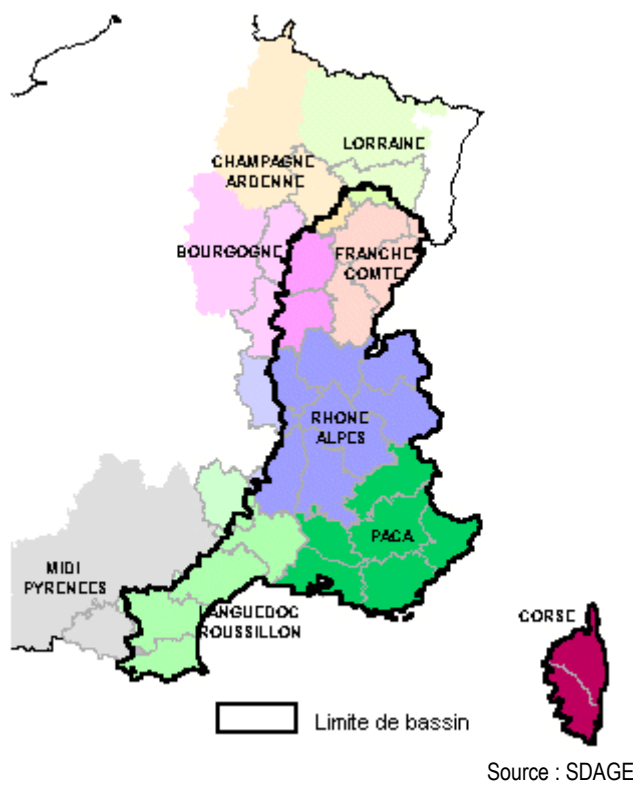 LORRAINE
CHAMPAGNE
ARDENNE
BOURGOGNE
FRANCHE
COMTE
RHONE
ALPES
PACA
MIDI
PYRENEES
LANGUEDOC
ROUSSILLON
CORSE
Limite de bassin
Source : SDAGE